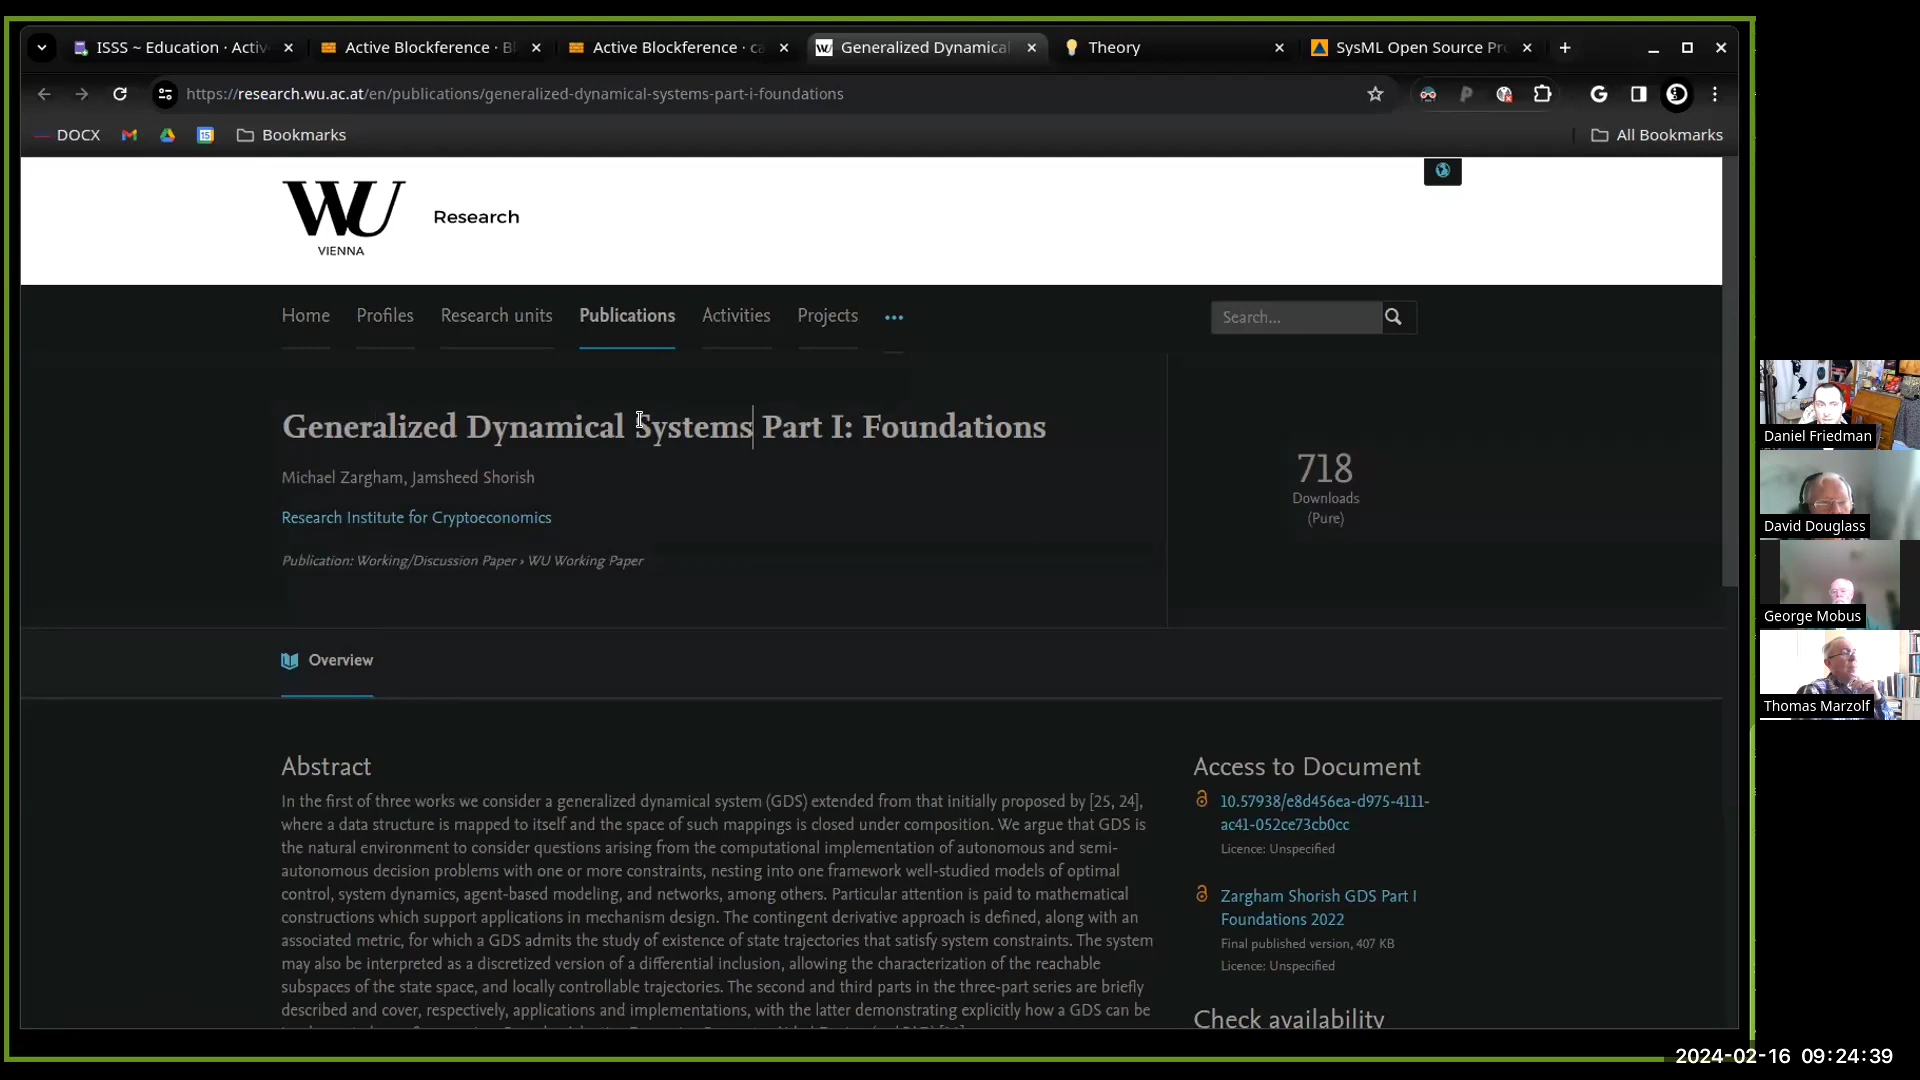 ISSS ~ Education · Activ
Active Blockference · B
Active Blockference · ca
Generalized Dynamical
Theory
SysML Open Source Pr
https://research.wu.ac.at/en/publications/generalized-dynamical-systems-part-i-foundations
DOCX
15
Bookmarks
All Bookmarks
WU
VIENNA
Research
Home
Profiles
Research units
Publications
Activities
Projects
Search...
Generalized Dynamical Systems Part I: Foundations
Michael Zargham, Jamsheed Shorish
Research Institute for Cryptoeconomics
Publication: Working/Discussion Paper › WU Working Paper
718
Downloads
(Pure)
Overview
Abstract
In the first of three works we consider a generalized dynamical system (GDS) extended from that initially proposed by [25, 24],
where a data structure is mapped to itself and the space of such mappings is closed under composition. We argue that GDS is
the natural environment to consider questions arising from the computational implementation of autonomous and semi-
autonomous decision problems with one or more constraints, nesting into one framework well-studied models of optimal
control, system dynamics, agent-based modeling, and networks, among others. Particular attention is paid to mathematical
constructions which support applications in mechanism design. The contingent derivative approach is defined, along with an
associated metric, for which a GDS admits the study of existence of state trajectories that satisfy system constraints. The system
may also be interpreted as a discretized version of a differential inclusion, allowing the characterization of the reachable
subspaces of the state space, and locally controllable trajectories. The second and third parts in the three-part series are briefly
described and cover, respectively, applications and implementations, with the latter demonstrating explicitly how a GDS can be
Access to Document
10.57938/e8d456ea-d975-4111-
ac41-052ce73cb0cc
Licence: Unspecified
Zargham Shorish GDS Part I
Foundations 2022
Final published version, 407 KB
Licence: Unspecified
Check availability
Daniel Friedman
David Douglass
George Mobus
Thomas Marzolf
2024-02-16 09:24:39